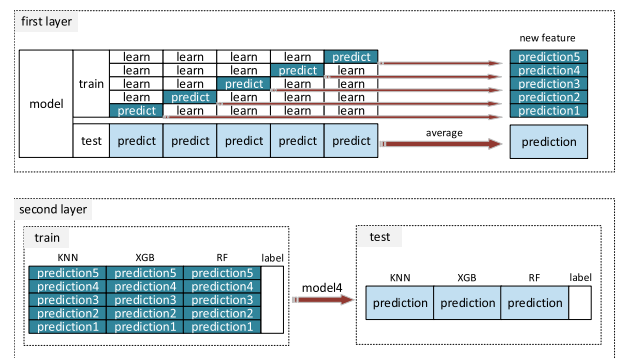 first layer
new feature
learn learn learn learn predict prediction5
learn learn learn predict learn prediction4
model train learn learn predict learn learn prediction3
learn predict learn learn learn prediction2
predict learn learn learn learn prediction1
average
test predict predict predict predict predict prediction
second layer
train
KNN XGB RF label
prediction5 prediction5 prediction5
prediction4 prediction4 prediction4
prediction3 prediction3 prediction3
prediction2 prediction2 prediction2
prediction1 prediction1 prediction1
model4
test
KNN XGB RF label
prediction prediction prediction